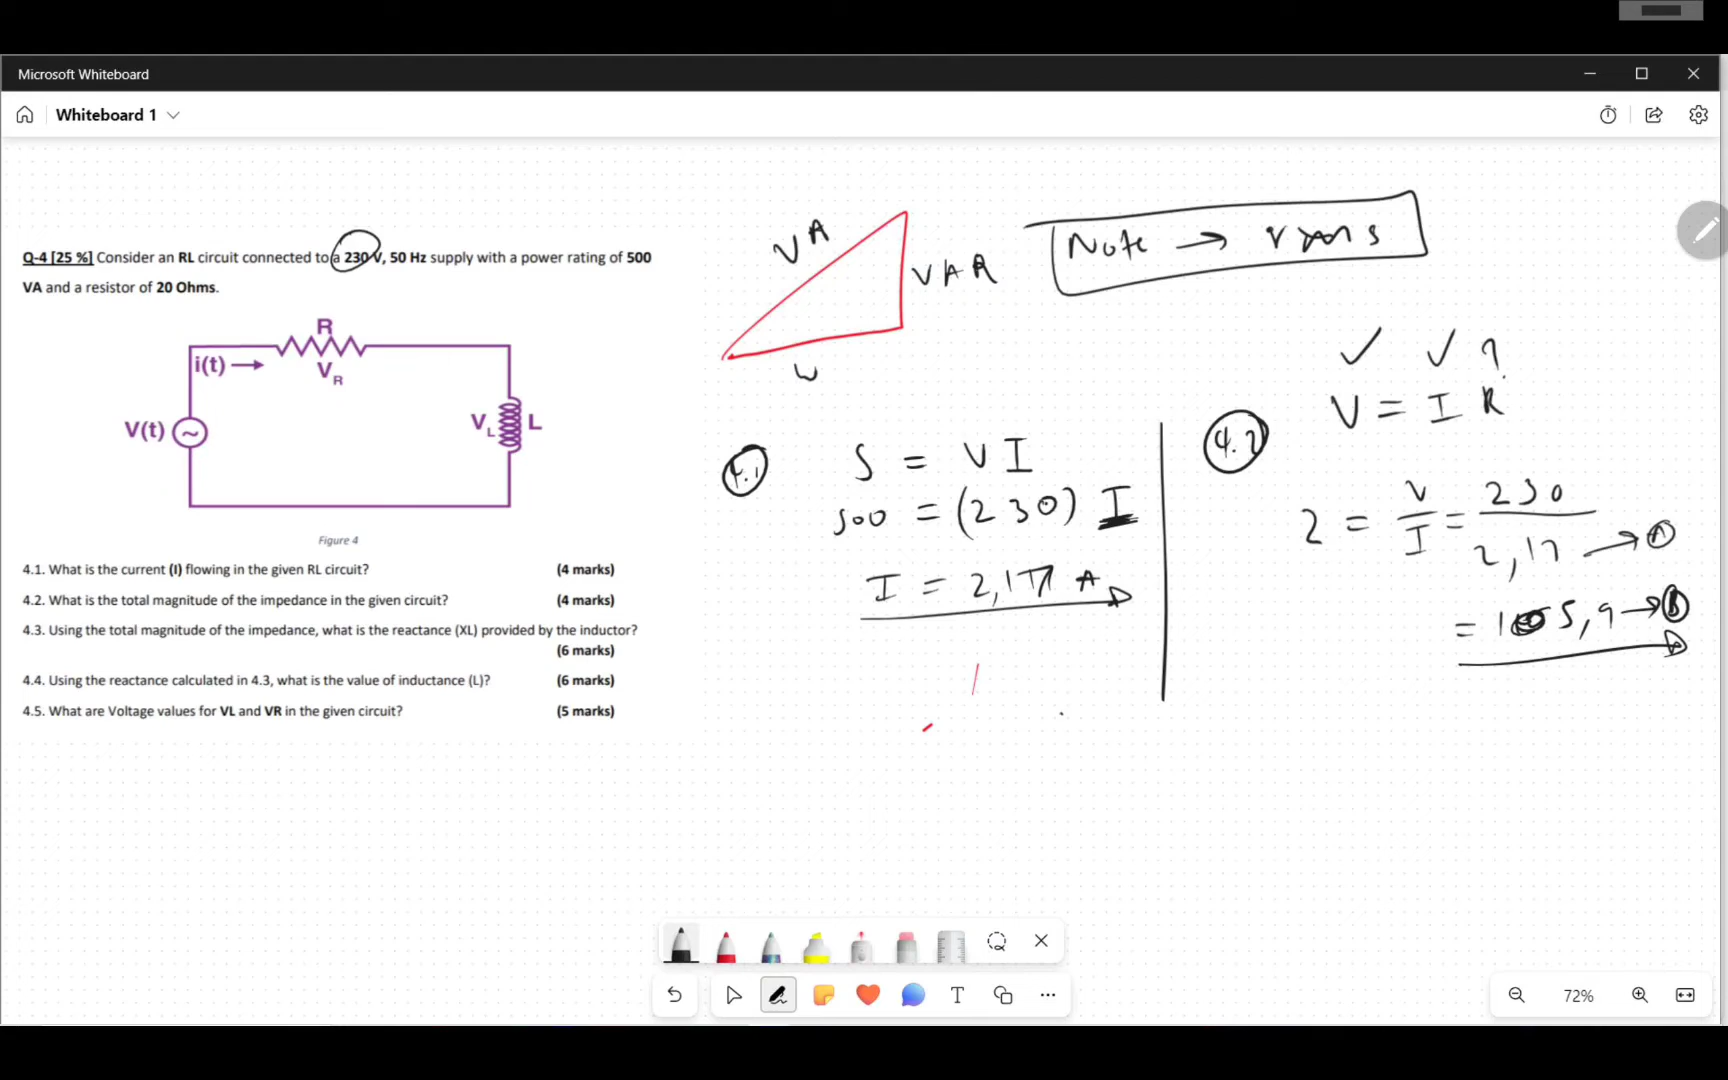 Microsoft Whiteboard
Whiteboard 1
Q-4 [25 %] Consider an RL circuit connected to a 230 V, 50 Hz supply with a power rating of 500
VA and a resistor of 20 Ohms.
R
i(t)
VR
V(t)
VL
L
Figure 4
4.1. What is the current (I) flowing in the given RL circuit? (4 marks)
4.2. What is the total magnitude of the impedance in the given circuit? (4 marks)
4.3. Using the total magnitude of the impedance, what is the reactance (XL) provided by the inductor?
(6 marks)
4.4. Using the reactance calculated in 4.3, what is the value of inductance (L)? (6 marks)
4.5. What are Voltage values for VL and VR in the given circuit? (5 marks)
VA
VAR
W
Note → rms
4.1
S = VI
500 = (230) I
I = 2,17 A
4.2
✓ ✓ ?
V = I R
Z = V/I = 230/2,17 → A
= 105,9 →
T
72%